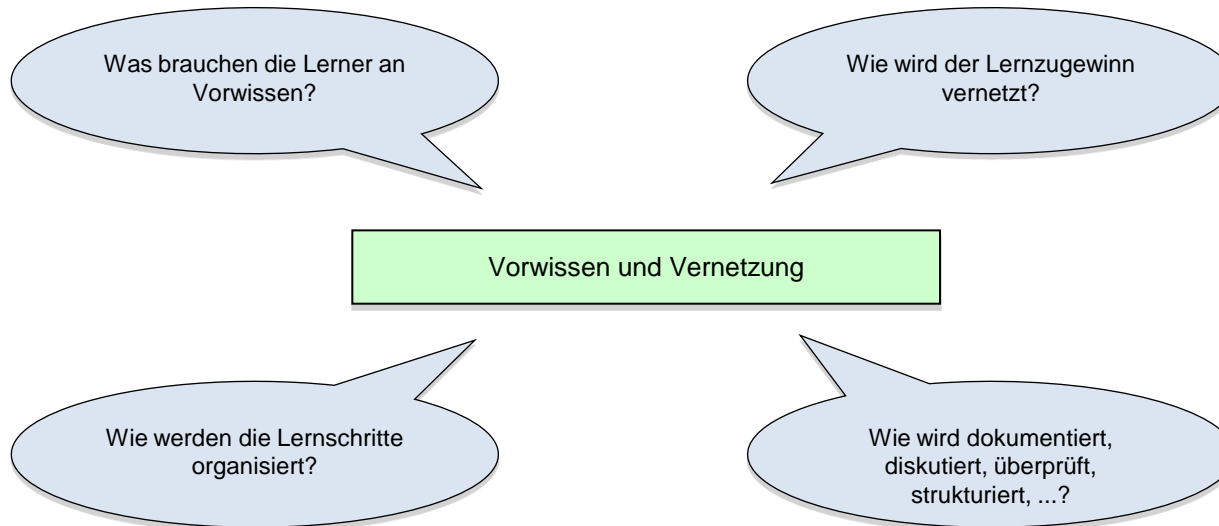 Was brauchen die Lerner an
Vorwissen?
Wie wird der Lernzugewinn
vernetzt?
Vorwissen und Vernetzung
Wie werden die Lernschritte
organisiert?
Wie wird dokumentiert,
diskutiert, überprüft,
strukturiert, ...?